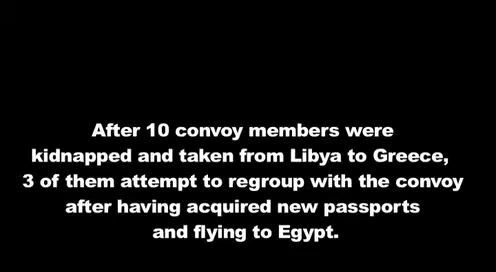 After 10 convoy members were
kidnapped and taken from Libya to Greece,
3 of them attempt to regroup with the convoy
after having acquired new passports
and flying to Egypt.